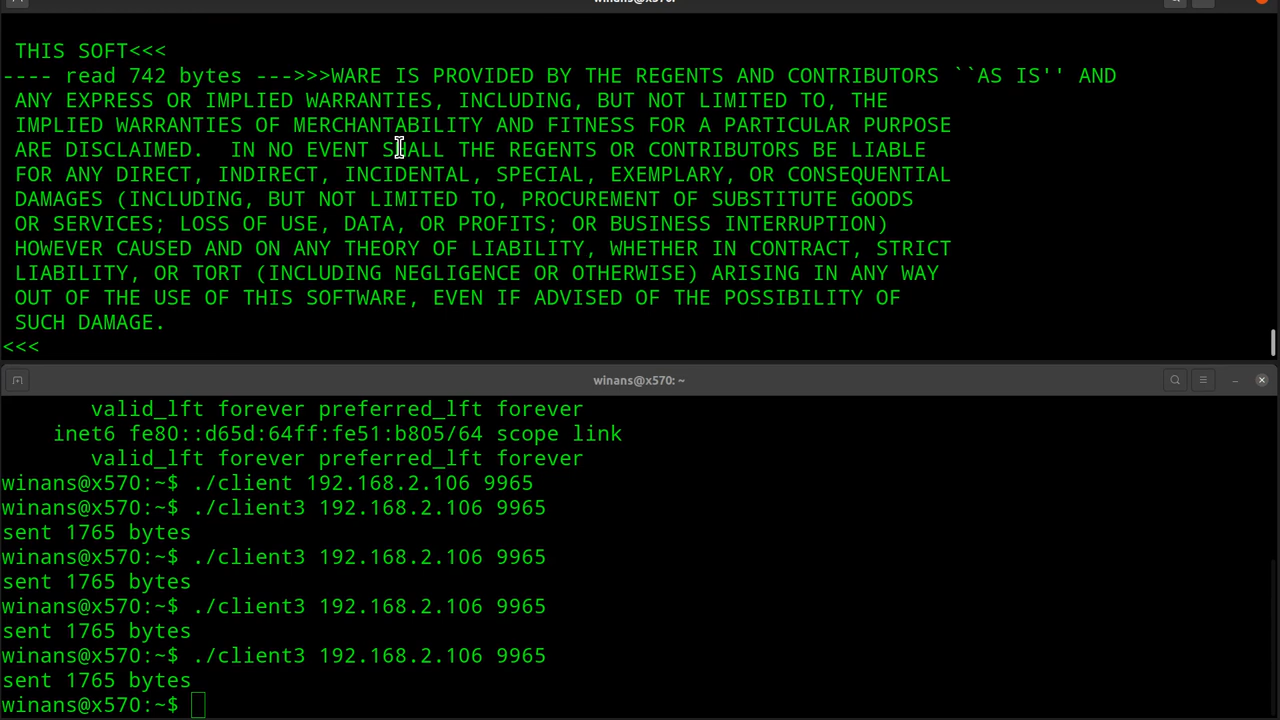 winans@x570: ~
THIS SOFT<<<
---- read 742 bytes --->>>WARE IS PROVIDED BY THE REGENTS AND CONTRIBUTORS ``AS IS'' AND
ANY EXPRESS OR IMPLIED WARRANTIES, INCLUDING, BUT NOT LIMITED TO, THE
IMPLIED WARRANTIES OF MERCHANTABILITY AND FITNESS FOR A PARTICULAR PURPOSE
ARE DISCLAIMED.  IN NO EVENT SHALL THE REGENTS OR CONTRIBUTORS BE LIABLE
FOR ANY DIRECT, INDIRECT, INCIDENTAL, SPECIAL, EXEMPLARY, OR CONSEQUENTIAL
DAMAGES (INCLUDING, BUT NOT LIMITED TO, PROCUREMENT OF SUBSTITUTE GOODS
OR SERVICES; LOSS OF USE, DATA, OR PROFITS; OR BUSINESS INTERRUPTION)
HOWEVER CAUSED AND ON ANY THEORY OF LIABILITY, WHETHER IN CONTRACT, STRICT
LIABILITY, OR TORT (INCLUDING NEGLIGENCE OR OTHERWISE) ARISING IN ANY WAY
OUT OF THE USE OF THIS SOFTWARE, EVEN IF ADVISED OF THE POSSIBILITY OF
SUCH DAMAGE.
<<<
winans@x570: ~
valid_lft forever preferred_lft forever
inet6 fe80::d65d:64ff:fe51:b805/64 scope link
valid_lft forever preferred_lft forever
winans@x570:~$ ./client 192.168.2.106 9965
winans@x570:~$ ./client3 192.168.2.106 9965
sent 1765 bytes
winans@x570:~$ ./client3 192.168.2.106 9965
sent 1765 bytes
winans@x570:~$ ./client3 192.168.2.106 9965
sent 1765 bytes
winans@x570:~$ ./client3 192.168.2.106 9965
sent 1765 bytes
winans@x570:~$